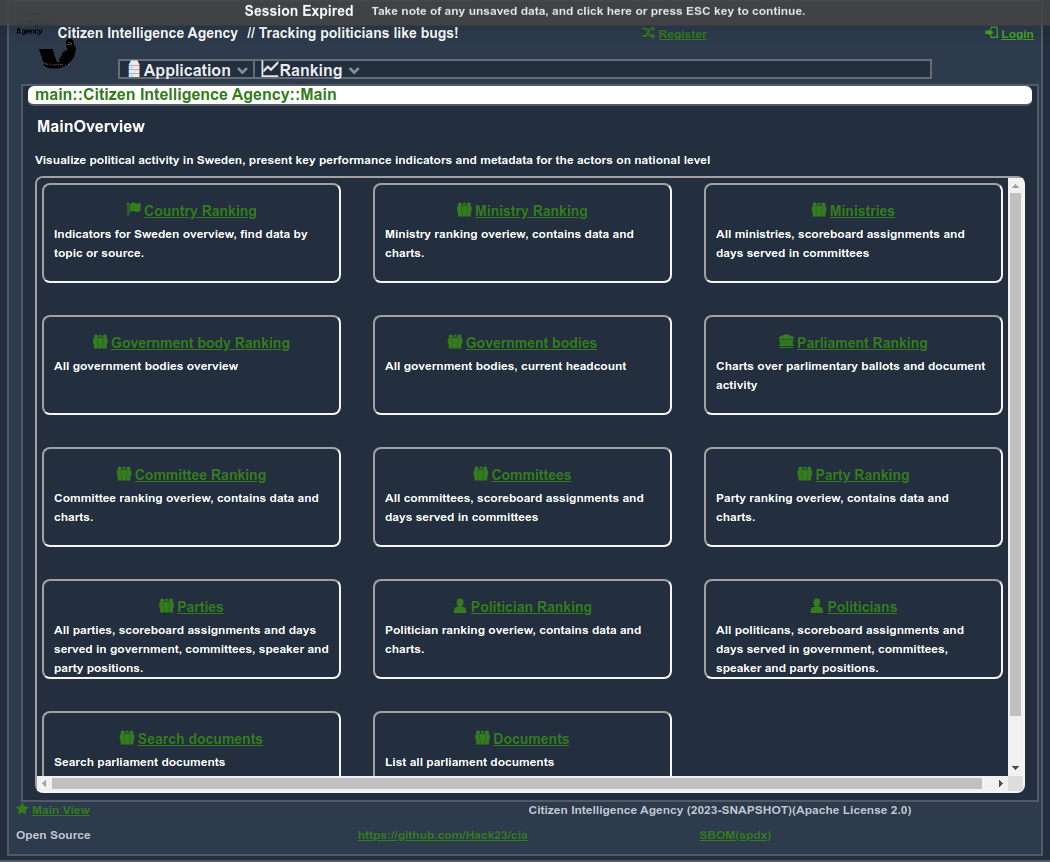 Session Expired Take note of any unsaved data, and click here or press ESC key to continue.
Agency
Citizen Intelligence Agency // Tracking politicians like bugs!
Register
Login
Application
Ranking
main::Citizen Intelligence Agency::Main
MainOverview
Visualize political activity in Sweden, present key performance indicators and metadata for the actors on national level
Country Ranking
Indicators for Sweden overview, find data by
topic or source.
Ministry Ranking
Ministry ranking overiew, contains data and
charts.
Ministries
All ministries, scoreboard assignments and
days served in committees
Government body Ranking
All government bodies overview
Government bodies
All government bodies, current headcount
Parliament Ranking
Charts over parlimentary ballots and document
activity
Committee Ranking
Committee ranking overiew, contains data and
charts.
Committees
All committees, scoreboard assignments and
days served in committees
Party Ranking
Party ranking overiew, contains data and
charts.
Parties
All parties, scoreboard assignments and days
served in government, committees, speaker and
party positions.
Politician Ranking
Politician ranking overiew, contains data and
charts.
Politicians
All politicans, scoreboard assignments and
days served in government, committees,
speaker and party positions.
Search documents
Search parliament documents
Documents
List all parliament documents
Main View
Citizen Intelligence Agency (2023-SNAPSHOT)(Apache License 2.0)
Open Source
https://github.com/Hack23/cia
SBOM(spdx)